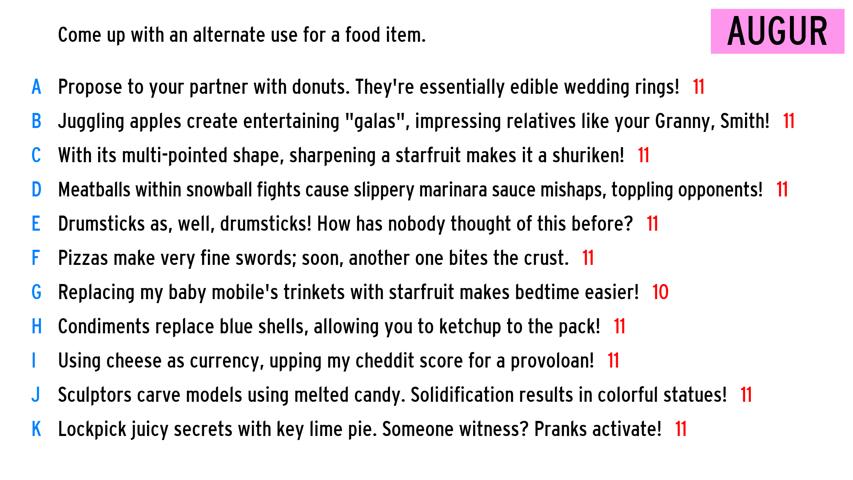 Come up with an alternate use for a food item.
AUGUR
A Propose to your partner with donuts. They're essentially edible wedding rings! 11
B Juggling apples create entertaining "galas", impressing relatives like your Granny, Smith! 11
C With its multi-pointed shape, sharpening a starfruit makes it a shuriken! 11
D Meatballs within snowball fights cause slippery marinara sauce mishaps, toppling opponents! 11
E Drumsticks as, well, drumsticks! How has nobody thought of this before? 11
F Pizzas make very fine swords; soon, another one bites the crust. 11
G Replacing my baby mobile's trinkets with starfruit makes bedtime easier! 10
H Condiments replace blue shells, allowing you to ketchup to the pack! 11
I Using cheese as currency, upping my cheddit score for a provoloan! 11
J Sculptors carve models using melted candy. Solidification results in colorful statues! 11
K Lockpick juicy secrets with key lime pie. Someone witness? Pranks activate! 11